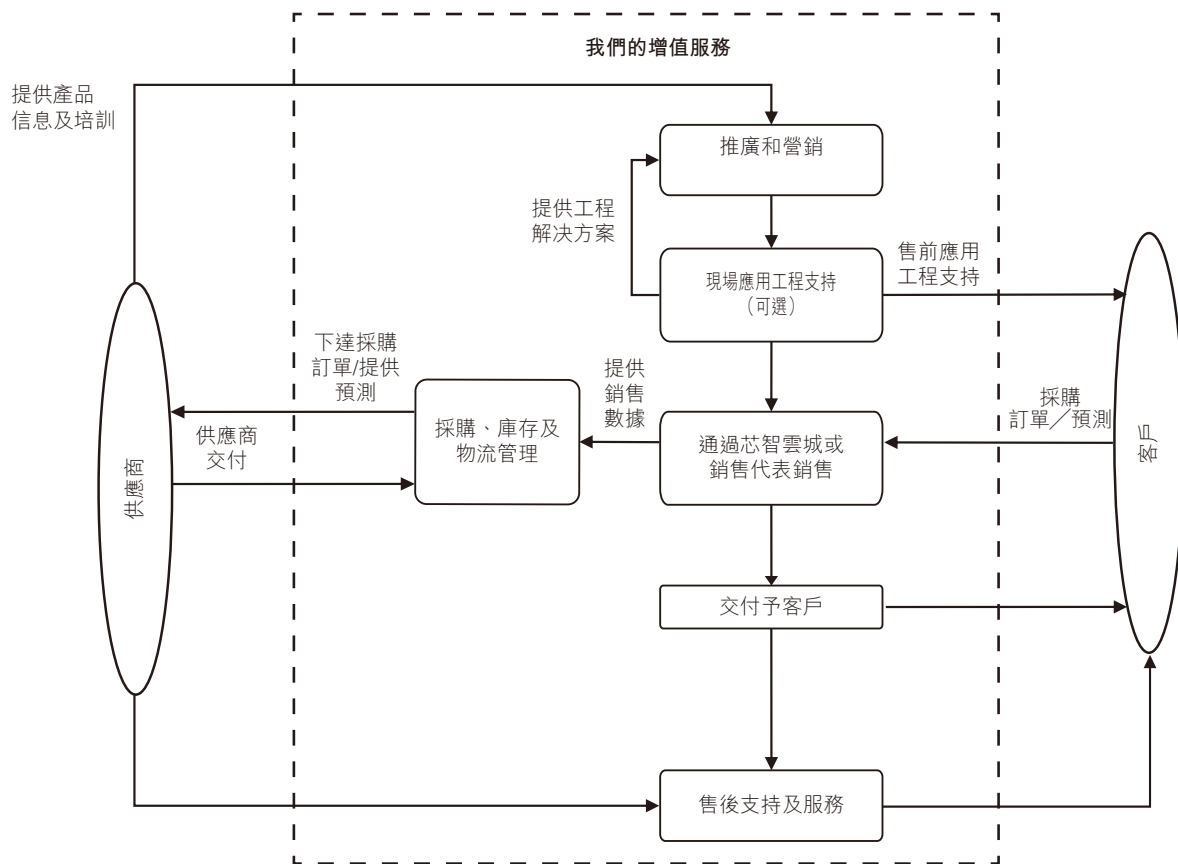 我們的增值服務
提供產品
信息及培訓
推廣和營銷
提供工程
解決方案
現場應用工程支持
（可選）
售前應用
工程支持
下達採購
訂單/提供
預測
供應商
交付
採購、庫存及
物流管理
提供
銷售
數據
通過芯智雲城或
銷售代表銷售
採購
訂單／預測
供應商
客戶
交付予客戶
售後支持及服務